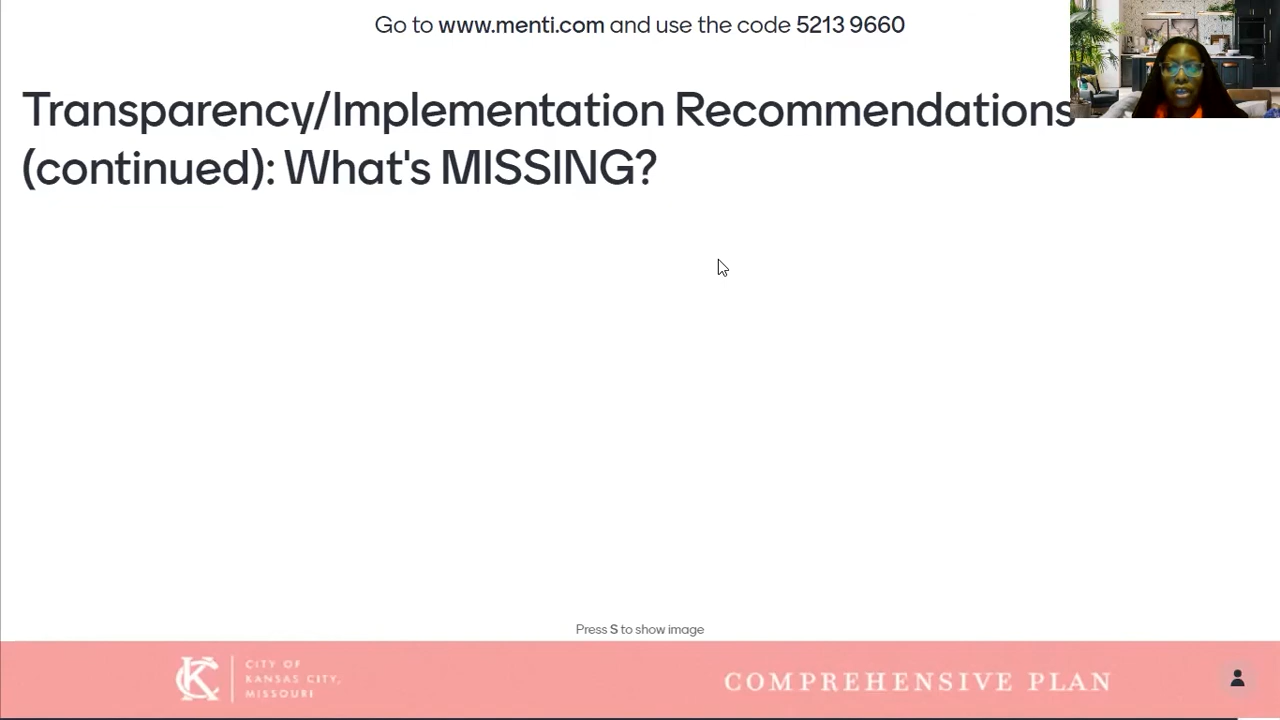 Go to www.menti.com and use the code 5213 9660
Transparency/Implementation Recommendations
(continued): What's MISSING?
Press S to show image
KC
CITY OF
KANSAS CITY,
MISSOURI
COMPREHENSIVE PLAN